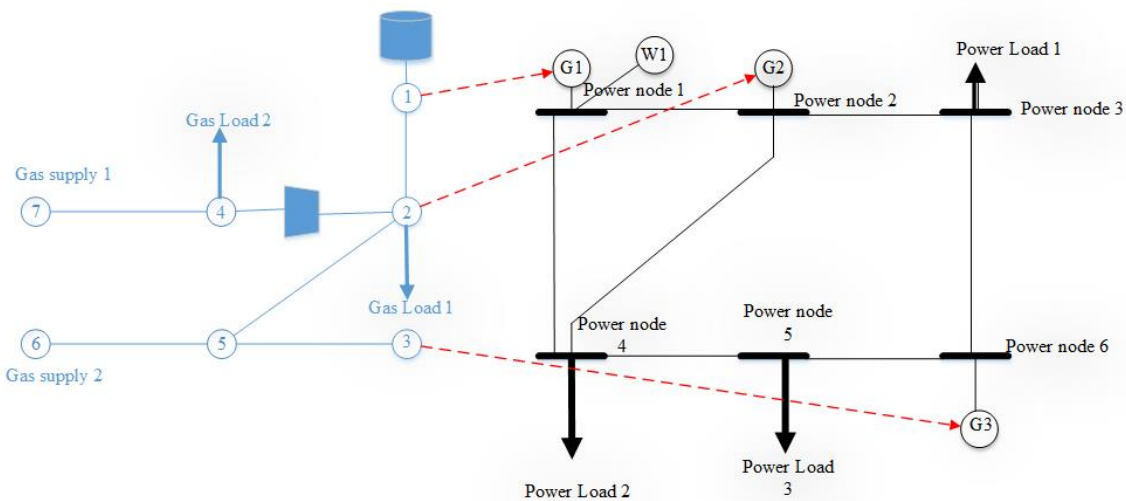 G1
W1
G2
Power Load 1
1
Power node 1
Power node 2
Power node 3
Gas Load 2
Gas supply 1
7
4
2
Gas Load 1
Power node
4
Power node
5
Power node 6
6
5
3
Gas supply 2
G3
Power Load 2
Power Load
3